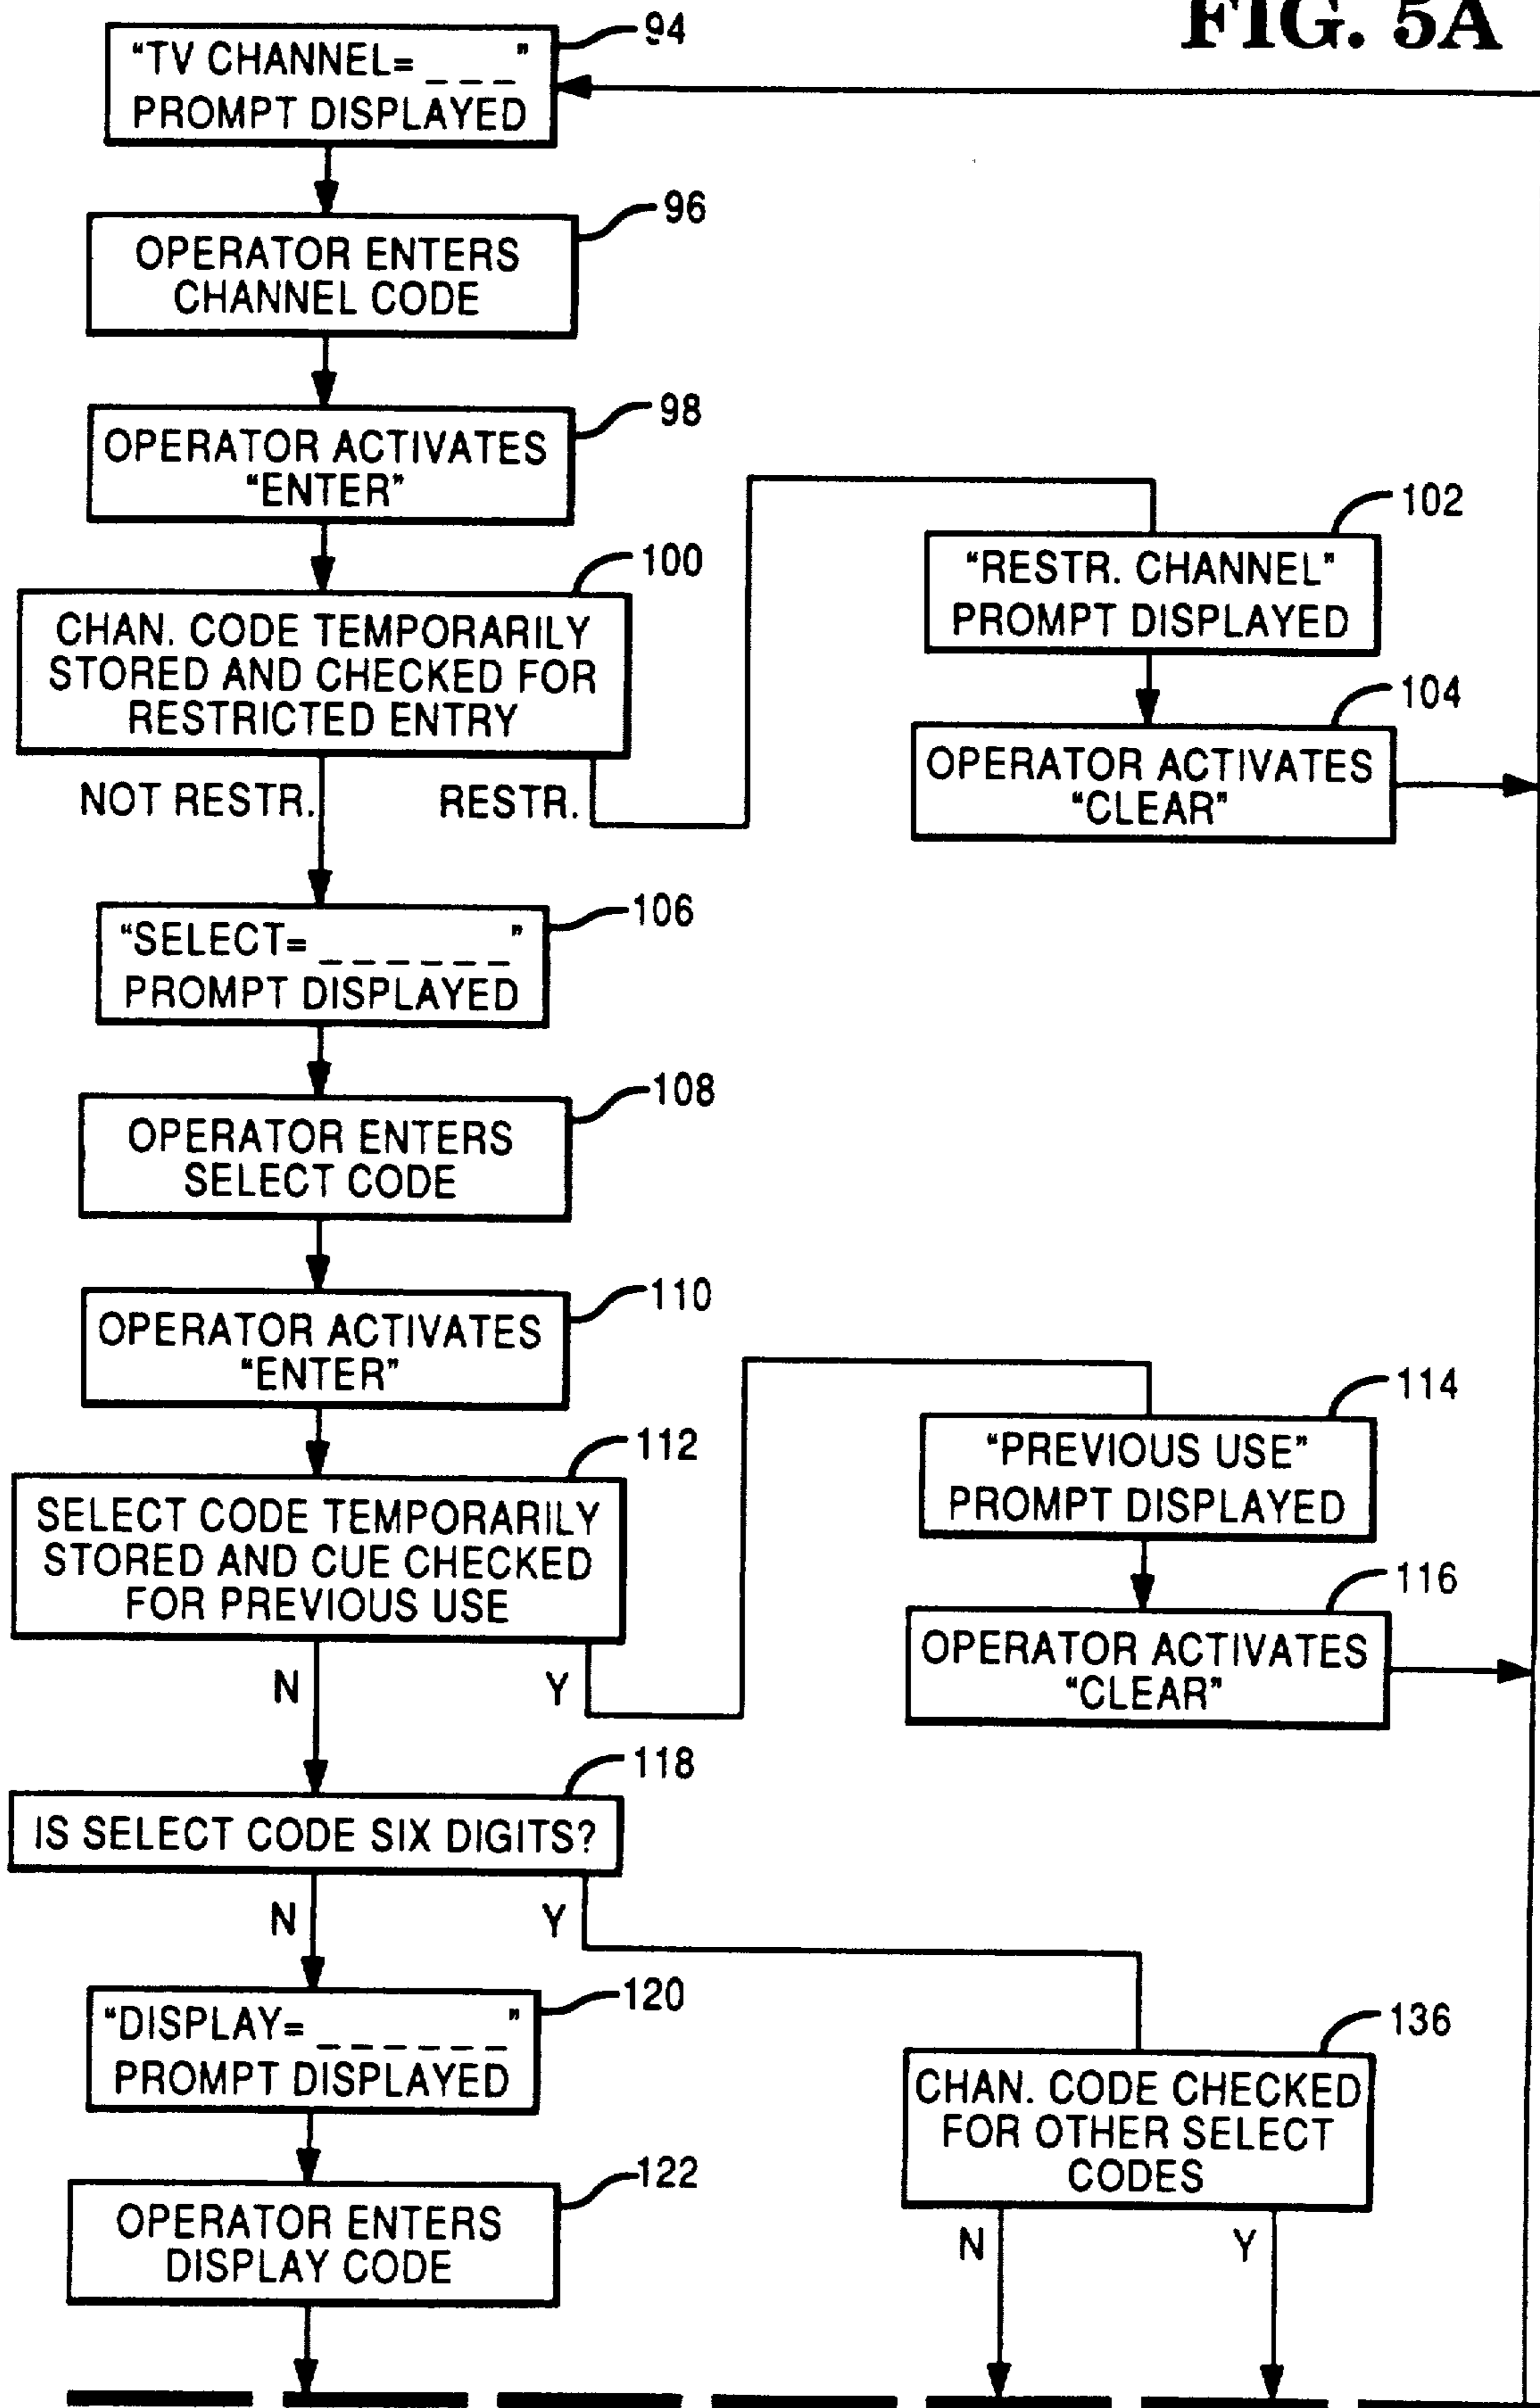 FIG. 5A
94
“TV CHANNEL= _ _ _”
PROMPT DISPLAYED
96
OPERATOR ENTERS
CHANNEL CODE
98
OPERATOR ACTIVATES
“ENTER”
100
CHAN. CODE TEMPORARILY
STORED AND CHECKED FOR
RESTRICTED ENTRY
NOT RESTR.
RESTR.
102
“RESTR. CHANNEL”
PROMPT DISPLAYED
104
OPERATOR ACTIVATES
“CLEAR”
106
“SELECT= _ _ _ _ _ _”
PROMPT DISPLAYED
108
OPERATOR ENTERS
SELECT CODE
110
OPERATOR ACTIVATES
“ENTER”
112
SELECT CODE TEMPORARILY
STORED AND CUE CHECKED
FOR PREVIOUS USE
N
Y
114
“PREVIOUS USE”
PROMPT DISPLAYED
116
OPERATOR ACTIVATES
“CLEAR”
118
IS SELECT CODE SIX DIGITS?
N
Y
120
“DISPLAY= _ _ _ _ _ _”
PROMPT DISPLAYED
122
OPERATOR ENTERS
DISPLAY CODE
136
CHAN. CODE CHECKED
FOR OTHER SELECT
CODES
N
Y